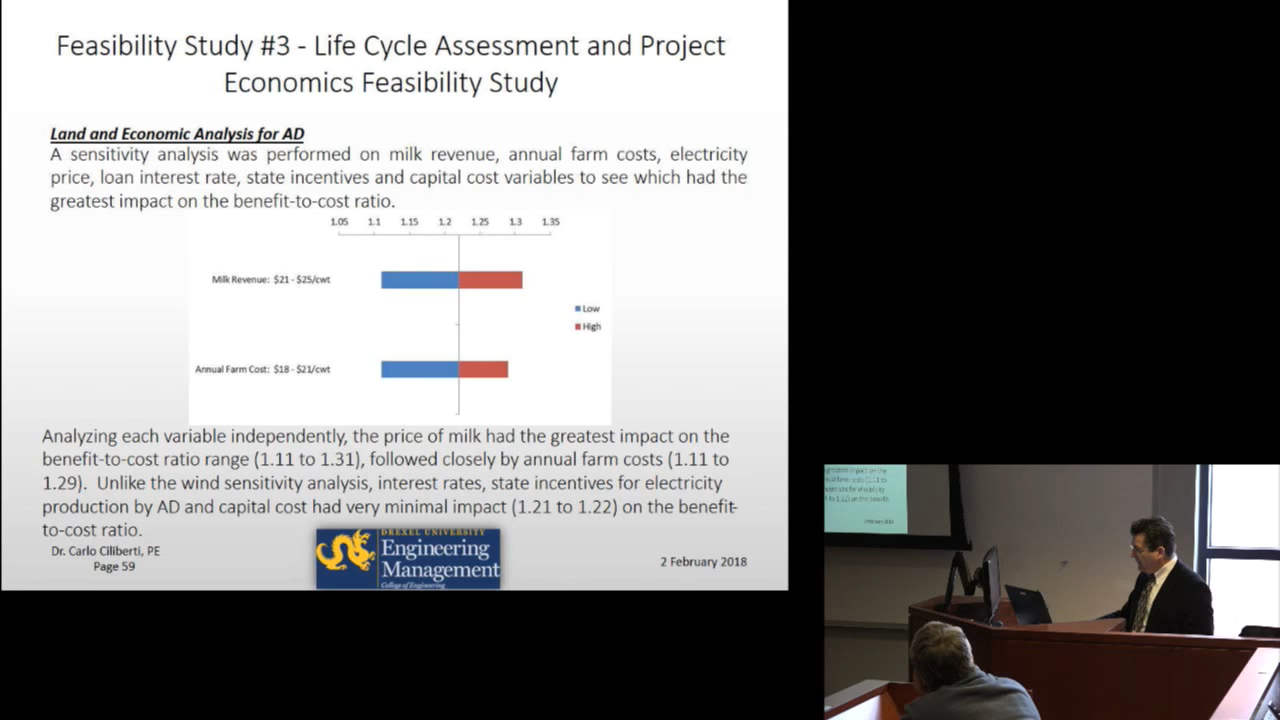 Feasibility Study #3 - Life Cycle Assessment and Project
Economics Feasibility Study
Land and Economic Analysis for AD
A sensitivity analysis was performed on milk revenue, annual farm costs, electricity
price, loan interest rate, state incentives and capital cost variables to see which had the
greatest impact on the benefit-to-cost ratio.
1.05 1.1 1.15 1.2 1.25 1.3 1.35
Milk Revenue: $21 - $25/cwt
Low
High
Annual Farm Cost: $18 - $21/cwt
Analyzing each variable independently, the price of milk had the greatest impact on the
benefit-to-cost ratio range (1.11 to 1.31), followed closely by annual farm costs (1.11 to
1.29). Unlike the wind sensitivity analysis, interest rates, state incentives for electricity
production by AD and capital cost had very minimal impact (1.21 to 1.22) on the benefit-
to-cost ratio.
Dr. Carlo Ciliberti, PE
Page 59
DREXEL UNIVERSITY
Engineering
Management
College of Engineering
2 February 2018